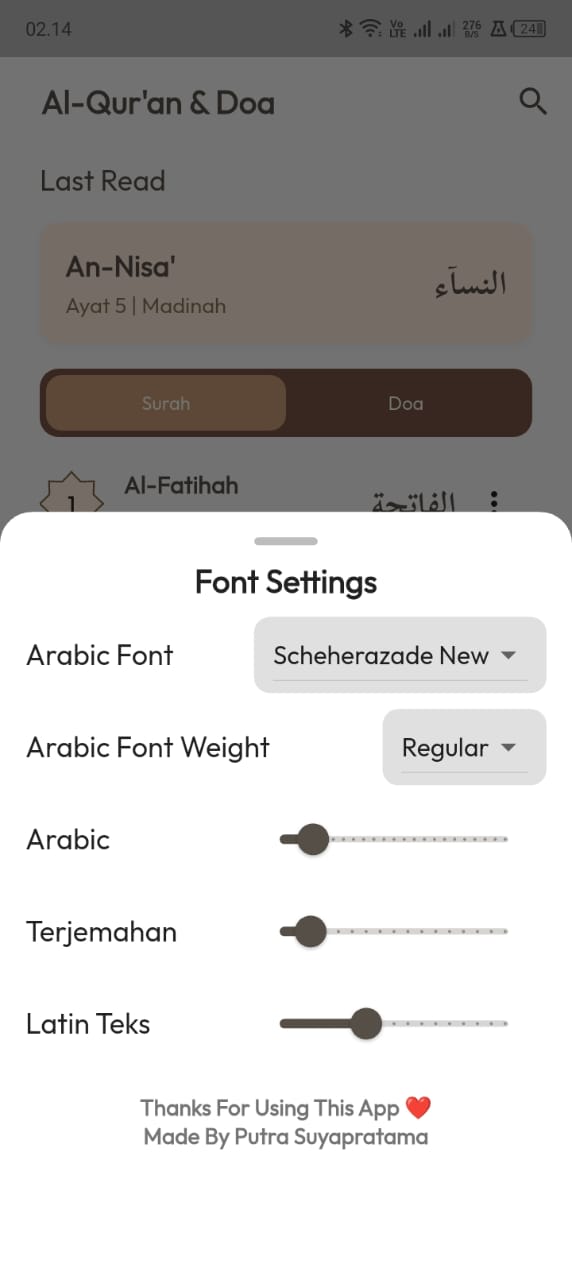 02.14
Vo LTE 276 B/S 24
Al-Qur'an & Doa
Last Read
An-Nisa'
النسآء
Ayat 5 | Madinah
Surah
Doa
Al-Fatihah
1
الفاتحة
Font Settings
Arabic Font
Scheherazade New
Arabic Font Weight
Regular
Arabic
Terjemahan
Latin Teks
Thanks For Using This App ❤️
Made By Putra Suyapratama